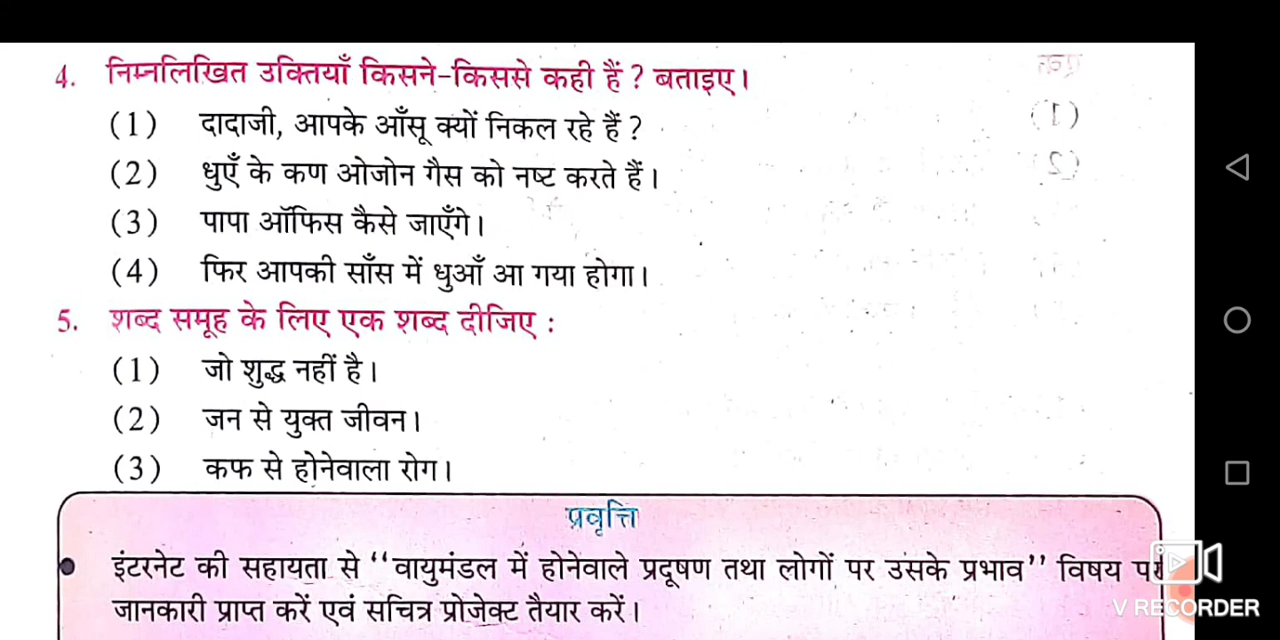 4. निम्नलिखित उक्तियाँ किसने-किससे कही हैं ? बताइए।
(1) दादाजी, आपके आँसू क्यों निकल रहे हैं ?
(2) धुएँ के कण ओजोन गैस को नष्ट करते हैं।
(3) पापा ऑफिस कैसे जाएँगे।
(4) फिर आपकी साँस में धुआँ आ गया होगा।
5. शब्द समूह के लिए एक शब्द दीजिए :
(1) जो शुद्ध नहीं है।
(2) जन से युक्त जीवन।
(3) कफ से होनेवाला रोग।
प्रवृत्ति
• इंटरनेट की सहायता से “वायुमंडल में होनेवाले प्रदूषण तथा लोगों पर उसके प्रभाव” विषय पर
जानकारी प्राप्त करें एवं सचित्र प्रोजेक्ट तैयार करें।
V RECORDER